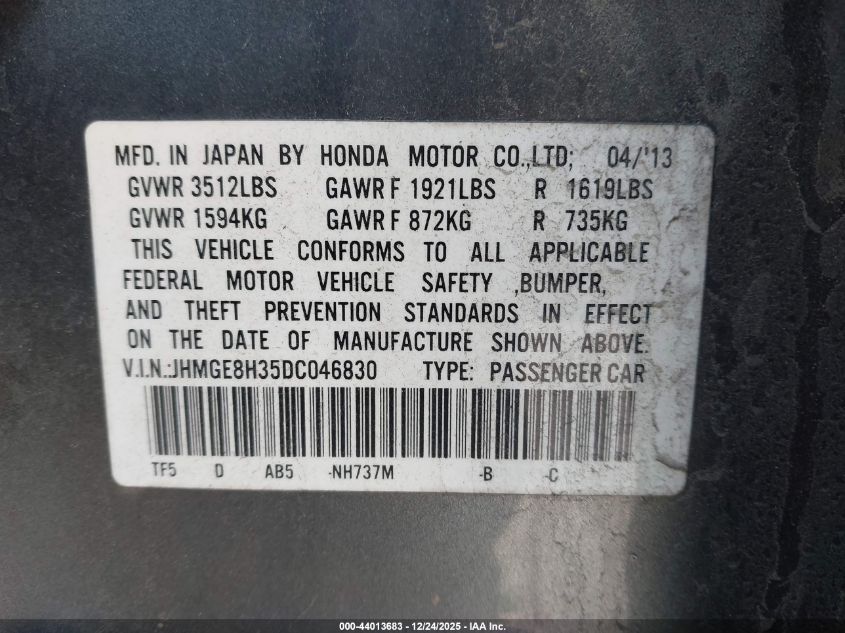 MFD. IN JAPAN BY HONDA MOTOR CO.,LTD; 04/'13
GVWR 3512LBS GAWR F 1921LBS R 1619LBS
GVWR 1594KG GAWR F 872KG R 735KG
THIS VEHICLE CONFORMS TO ALL APPLICABLE
FEDERAL MOTOR VEHICLE SAFETY ,BUMPER,
AND THEFT PREVENTION STANDARDS IN EFFECT
ON THE DATE OF MANUFACTURE SHOWN ABOVE.
V.I.N.:JHMGE8H35DC046830 TYPE: PASSENGER CAR
TF5 D AB5 -NH737M -B -C
000-44013683 - 12/24/2025 - IAA Inc.